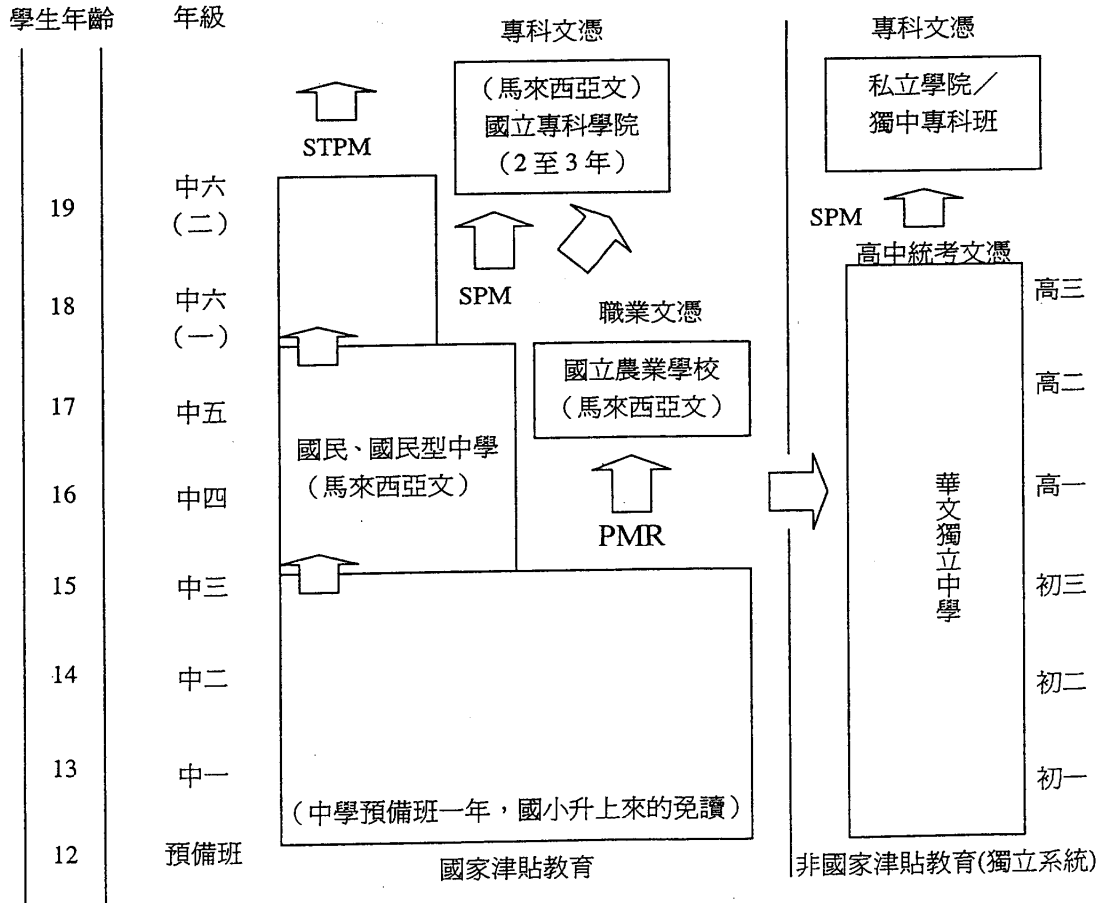 學生年齡
年級
專科文憑
專科文憑
(馬來西亞文)
國立專科學院
(2 至 3 年)
私立學院／
獨中專科班
STPM
19
中六
(二)
SPM
SPM
高中統考文憑
18
中六
(一)
職業文憑
高三
國立農業學校
(馬來西亞文)
高二
17
中五
國民、國民型中學
(馬來西亞文)
16
中四
PMR
高一
華文獨立中學
15
中三
初三
14
中二
初二
13
中一
初一
(中學預備班一年，國小升上來的免讀)
12
預備班
國家津貼教育
非國家津貼教育(獨立系統)